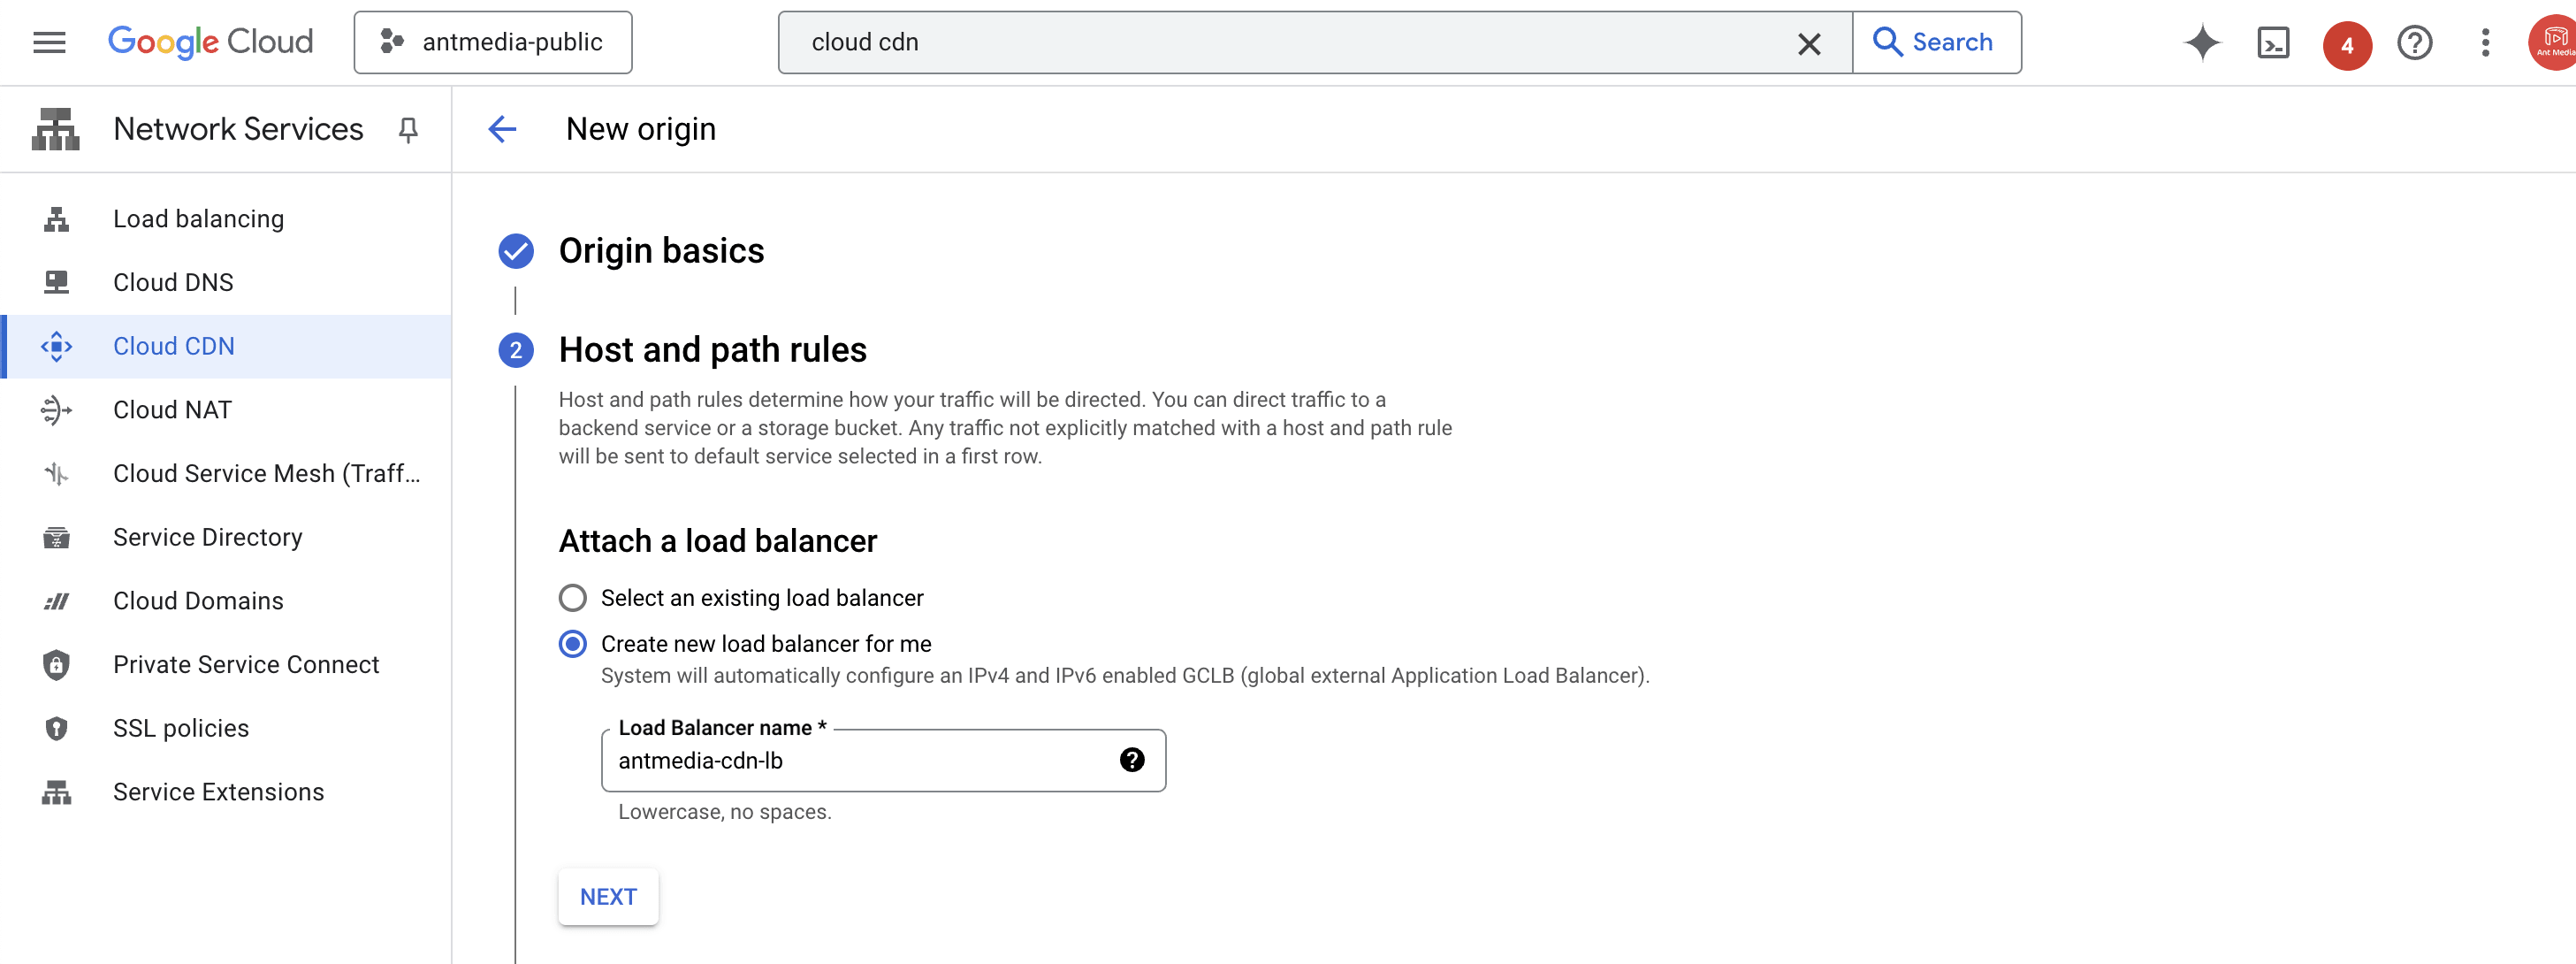 Google Cloud
antmedia-public
cloud cdn
Search
4
Ant Media
Network Services
New origin
Load balancing
Cloud DNS
Cloud CDN
Cloud NAT
Cloud Service Mesh (Traff...
Service Directory
Cloud Domains
Private Service Connect
SSL policies
Service Extensions
Origin basics
2
Host and path rules
Host and path rules determine how your traffic will be directed. You can direct traffic to a
backend service or a storage bucket. Any traffic not explicitly matched with a host and path rule
will be sent to default service selected in a first row.
Attach a load balancer
Select an existing load balancer
Create new load balancer for me
System will automatically configure an IPv4 and IPv6 enabled GCLB (global external Application Load Balancer).
Load Balancer name *
antmedia-cdn-lb
Lowercase, no spaces.
NEXT